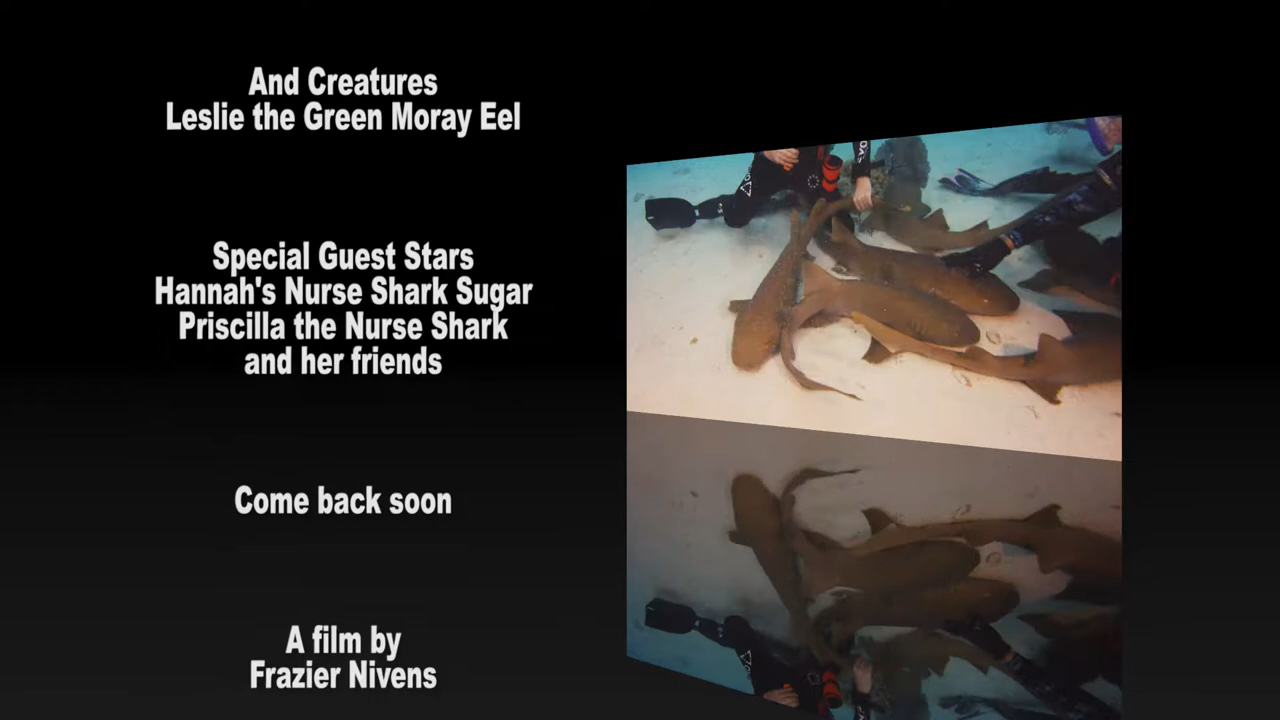 And Creatures
Leslie the Green Moray Eel
Special Guest Stars
Hannah's Nurse Shark Sugar
Priscilla the Nurse Shark
and her friends
Come back soon
A film by
Frazier Nivens